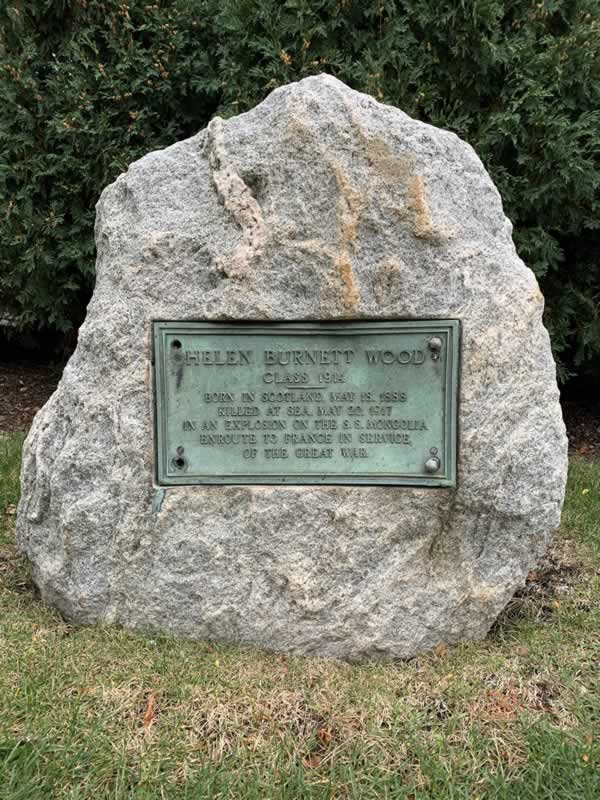 HELEN BURNETT WOOD
CLASS 1914
BORN IN SCOTLAND, MAY 15, 1888
KILLED AT SEA, MAY 20, 1917
IN AN EXPLOSION ON THE S.S. MONGOLIA
ENROUTE TO FRANCE IN SERVICE
OF THE GREAT WAR.